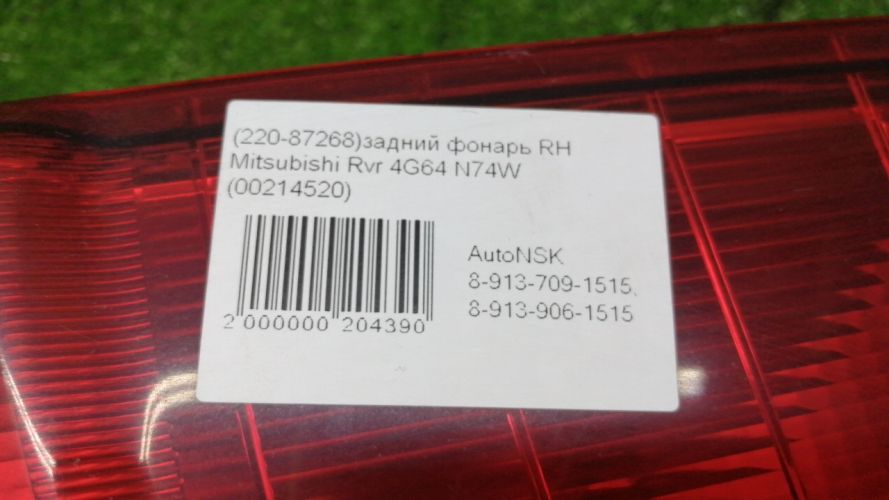 (220-87268)задний фонарь RH
Mitsubishi Rvr 4G64 N74W
(00214520)
AutoNSK
8-913-709-1515,
8-913-906-1515
2 000000 204390